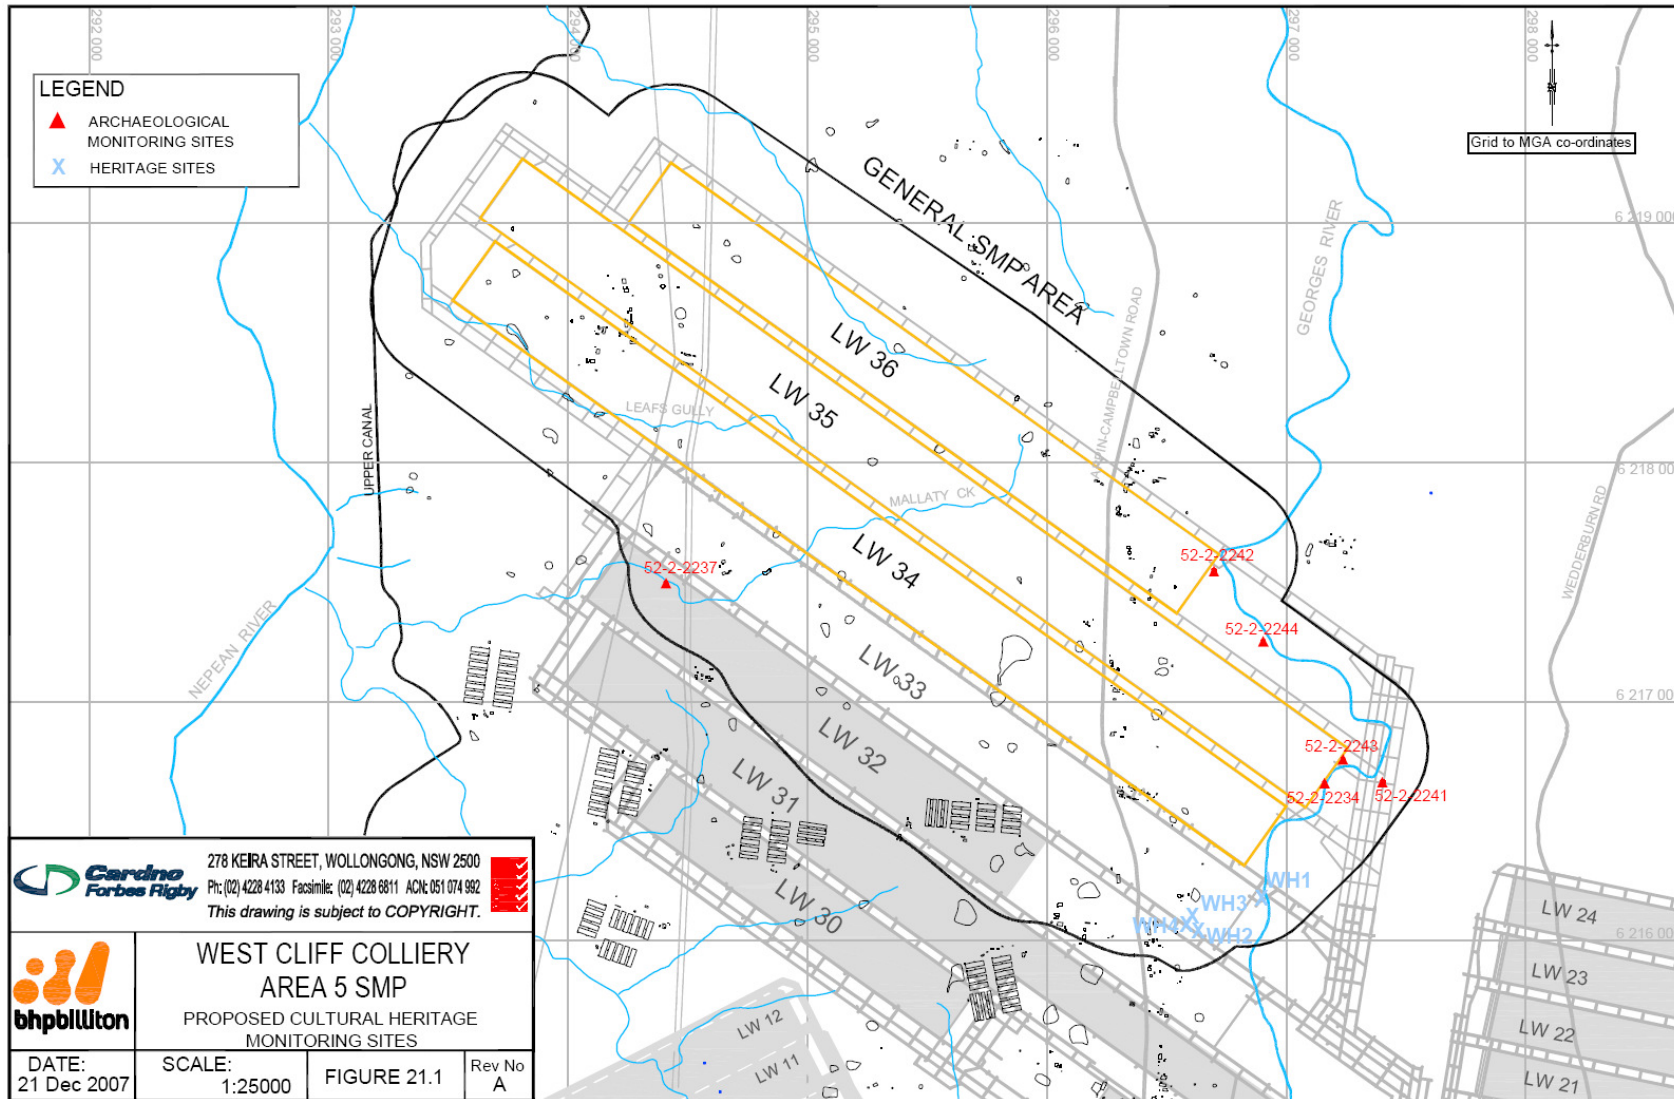 292 000
293 000
294 000
295 000
296 000
297 000
298 000
LEGEND
ARCHAEOLOGICAL
MONITORING SITES
X HERITAGE SITES
N
Grid to MGA co-ordinates
GENERAL SMP AREA
GEORGES RIVER
6 219 000
APPIN-CAMPBELLTOWN ROAD
LW 36
LW 35
LEAFS GULLY
UPPER CANAL
6 218 000
MALLATY CK
WEDDERBURN RD
LW 34
52-2-2242
52-2-2237
52-2-2244
NEPEAN RIVER
LW 33
6 217 000
LW 32
52-2-2243
LW 31
52-2-2234
52-2-2241
LW 30
WH1
WH3
WH4
WH2
LW 24
6 216 000
LW 23
LW 22
LW 21
LW 12
LW 11
Cardno
Forbes Rigby
278 KEIRA STREET, WOLLONGONG, NSW 2500
Ph: (02) 4228 4133 Facsimile: (02) 4228 6811 ACN: 051 074 992
This drawing is subject to COPYRIGHT.
bhpbilliton
WEST CLIFF COLLIERY
AREA 5 SMP
PROPOSED CULTURAL HERITAGE
MONITORING SITES
DATE:
21 Dec 2007
SCALE:
1:25000
FIGURE 21.1
Rev No
A